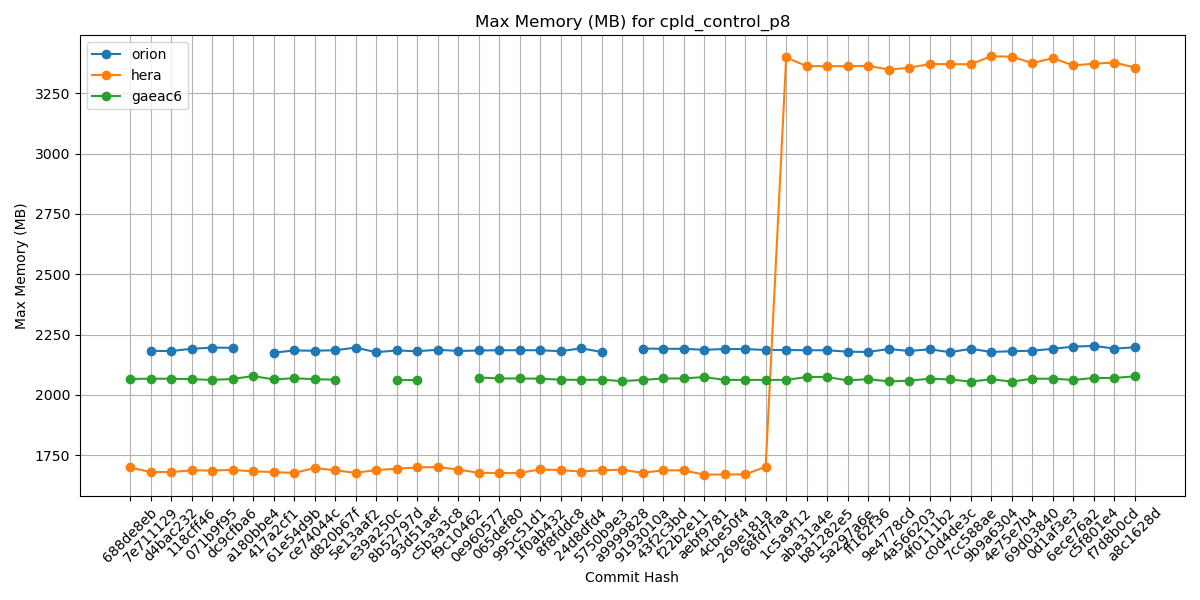 Max Memory (MB) for cpld_control_p8
orion
hera
gaeac6
Max Memory (MB)
3250
3000
2750
2500
2250
2000
1750
688de8eb
7e711129
d4bac232
118cff46
071b9f95
dc9cfba6
a180bbe4
417a2cf1
61e54d9b
ce74044c
d820b67f
5e13aaf2
e39a250c
8b52797d
93d51aef
c5b3a3c8
f9c10462
0e960577
065def80
995c51d1
1f0ab432
8f6fddc8
24d8dfd4
5750b9e3
a9999828
9193010a
43f2c3bd
f22b2e11
aebf9781
4cbe50f4
269e181a
68fd7faa
1c5a9f12
aba31a4e
b81282e5
5a2978fe
ff162f36
9e4778cd
4a566203
4f0111b2
c0d4de3c
7cc588ae
9b9a6304
4e75e7b4
69d03840
0d1af3e3
6ece76a2
c5f801e4
f7d8b0cd
a8c1628d
Commit Hash